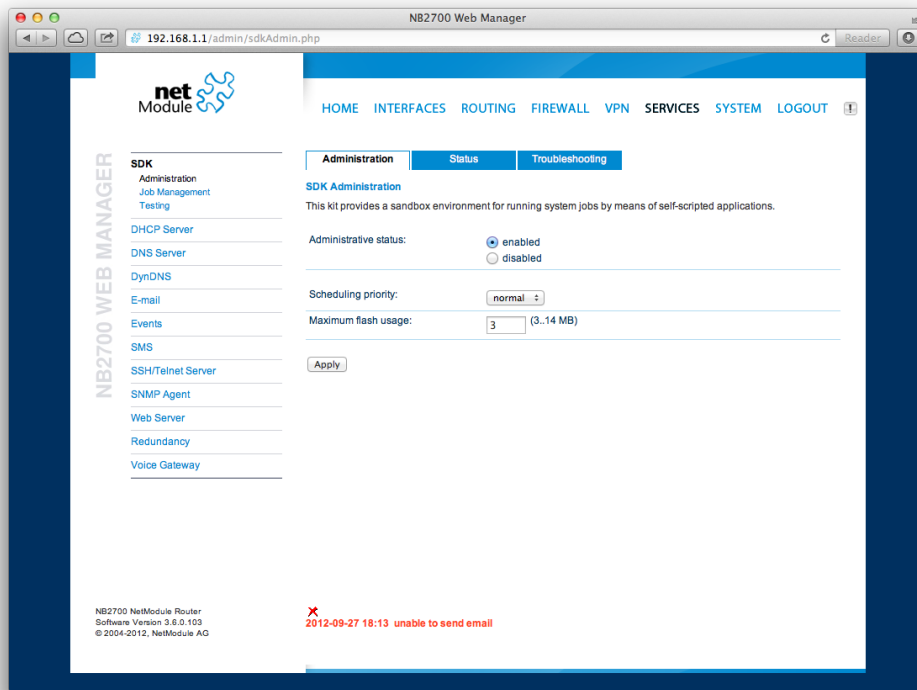 NB2700 Web Manager
192.168.1.1/admin/sdkAdmin.php
Reader
net
Module
HOME INTERFACES ROUTING FIREWALL VPN SERVICES SYSTEM LOGOUT !
NB2700 WEB MANAGER
SDK
Administration
Job Management
Testing
DHCP Server
DNS Server
DynDNS
E-mail
Events
SMS
SSH/Telnet Server
SNMP Agent
Web Server
Redundancy
Voice Gateway
Administration Status Troubleshooting
SDK Administration
This kit provides a sandbox environment for running system jobs by means of self-scripted applications.
Administrative status: enabled
disabled
Scheduling priority: normal
Maximum flash usage: 3 (3..14 MB)
Apply
NB2700 NetModule Router
Software Version 3.6.0.103
© 2004-2012, NetModule AG
2012-09-27 18:13 unable to send email